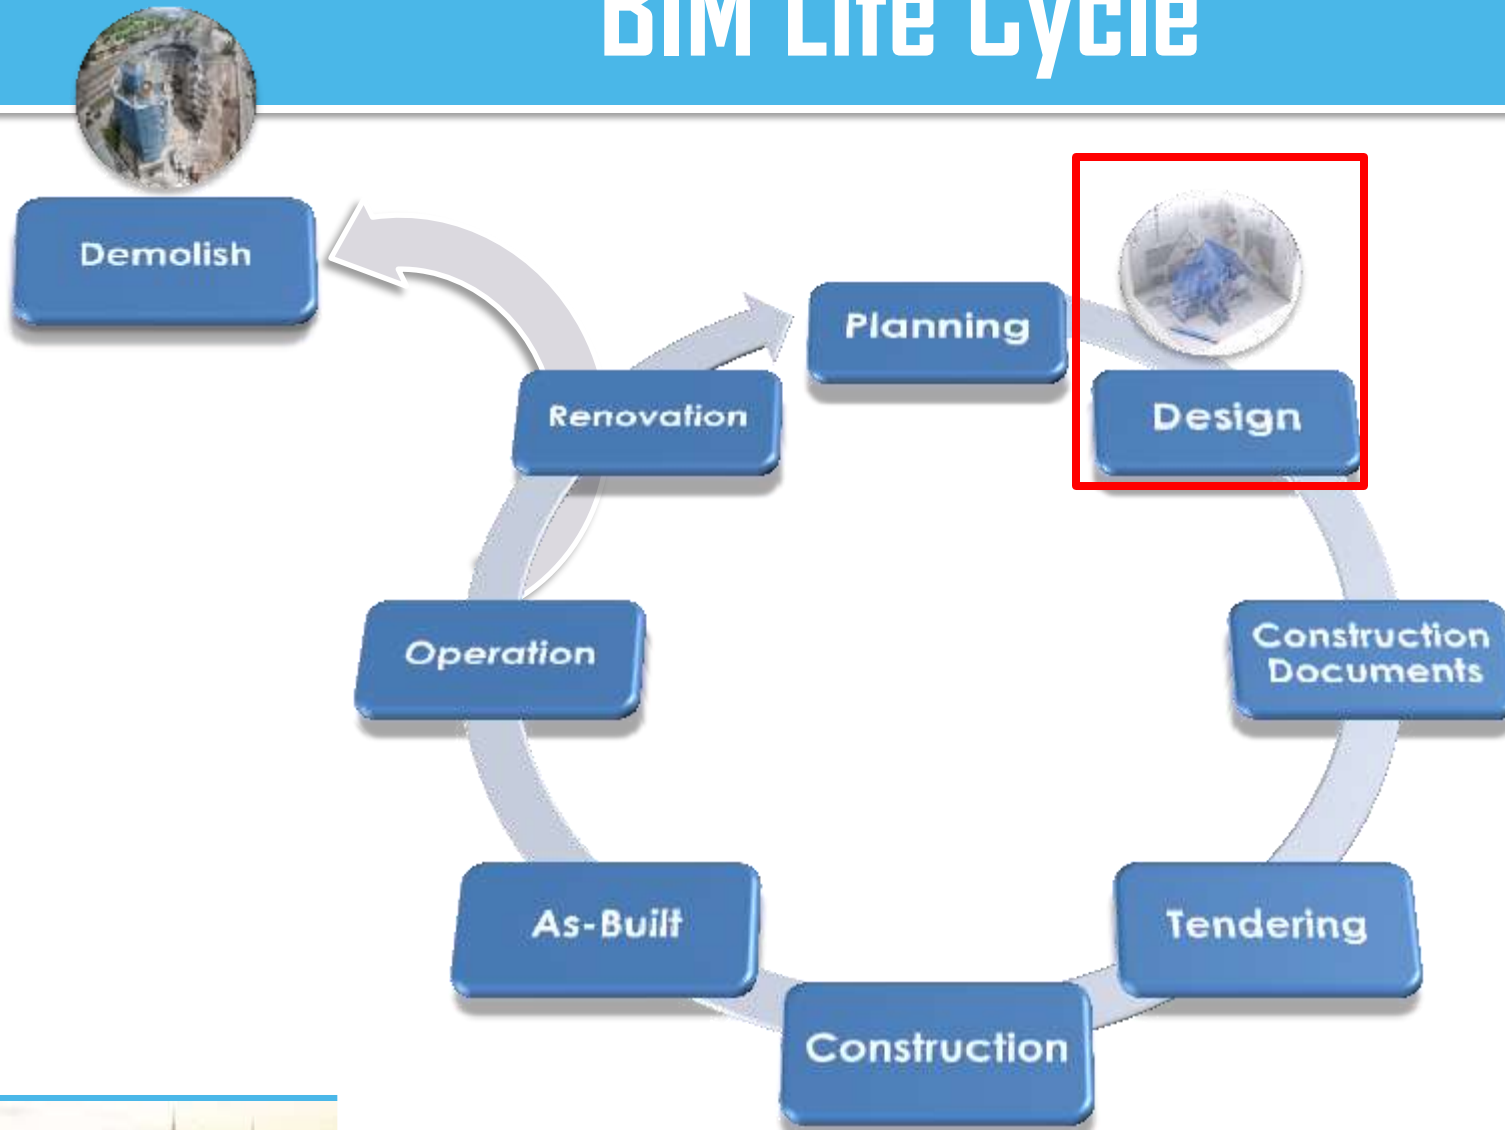 BIM Life Cycle
Demolish
Planning
Design
Renovation
Construction
Documents
Operation
Tendering
As-Built
Construction